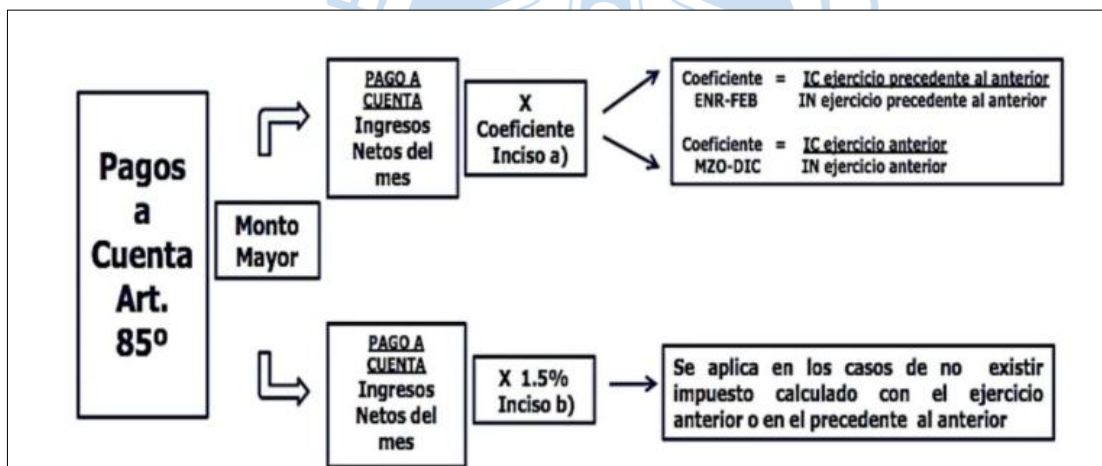 Pagos
a
Cuenta
Art.
85º
Monto
Mayor
PAGO A
CUENTA
Ingresos
Netos del
mes
X
Coeficiente
Inciso a)
Coeficiente = IC ejercicio precedente al anterior
ENR-FEB IN ejercicio precedente al anterior
Coeficiente = IC ejercicio anterior
MZO-DIC IN ejercicio anterior
PAGO A
CUENTA
Ingresos
Netos del
mes
X 1.5%
Inciso b)
Se aplica en los casos de no existir
impuesto calculado con el ejercicio
anterior o en el precedente al anterior